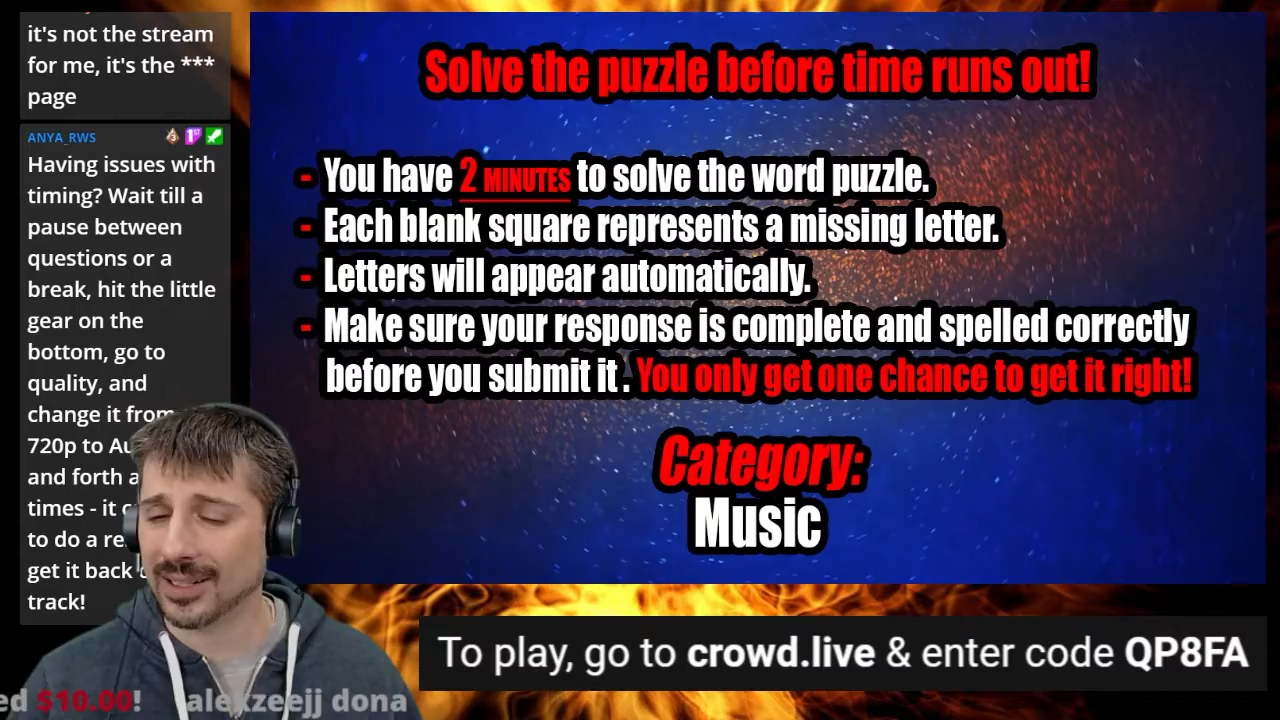 it's not the stream
for me, it's the ***
page
ANYA_RWS
Having issues with
timing? Wait till a
pause between
questions or a
break, hit the little
gear on the
bottom, go to
quality, and
change it from
720p to
and forth
times - it
to do a
get it back
track!
Solve the puzzle before time runs out!
- You have 2 MINUTES to solve the word puzzle.
- Each blank square represents a missing letter.
- Letters will appear automatically.
- Make sure your response is complete and spelled correctly
before you submit it . You only get one chance to get it right!
Category:
Music
To play, go to crowd.live & enter code QP8FA
ed $10.00! alekzeejj dona